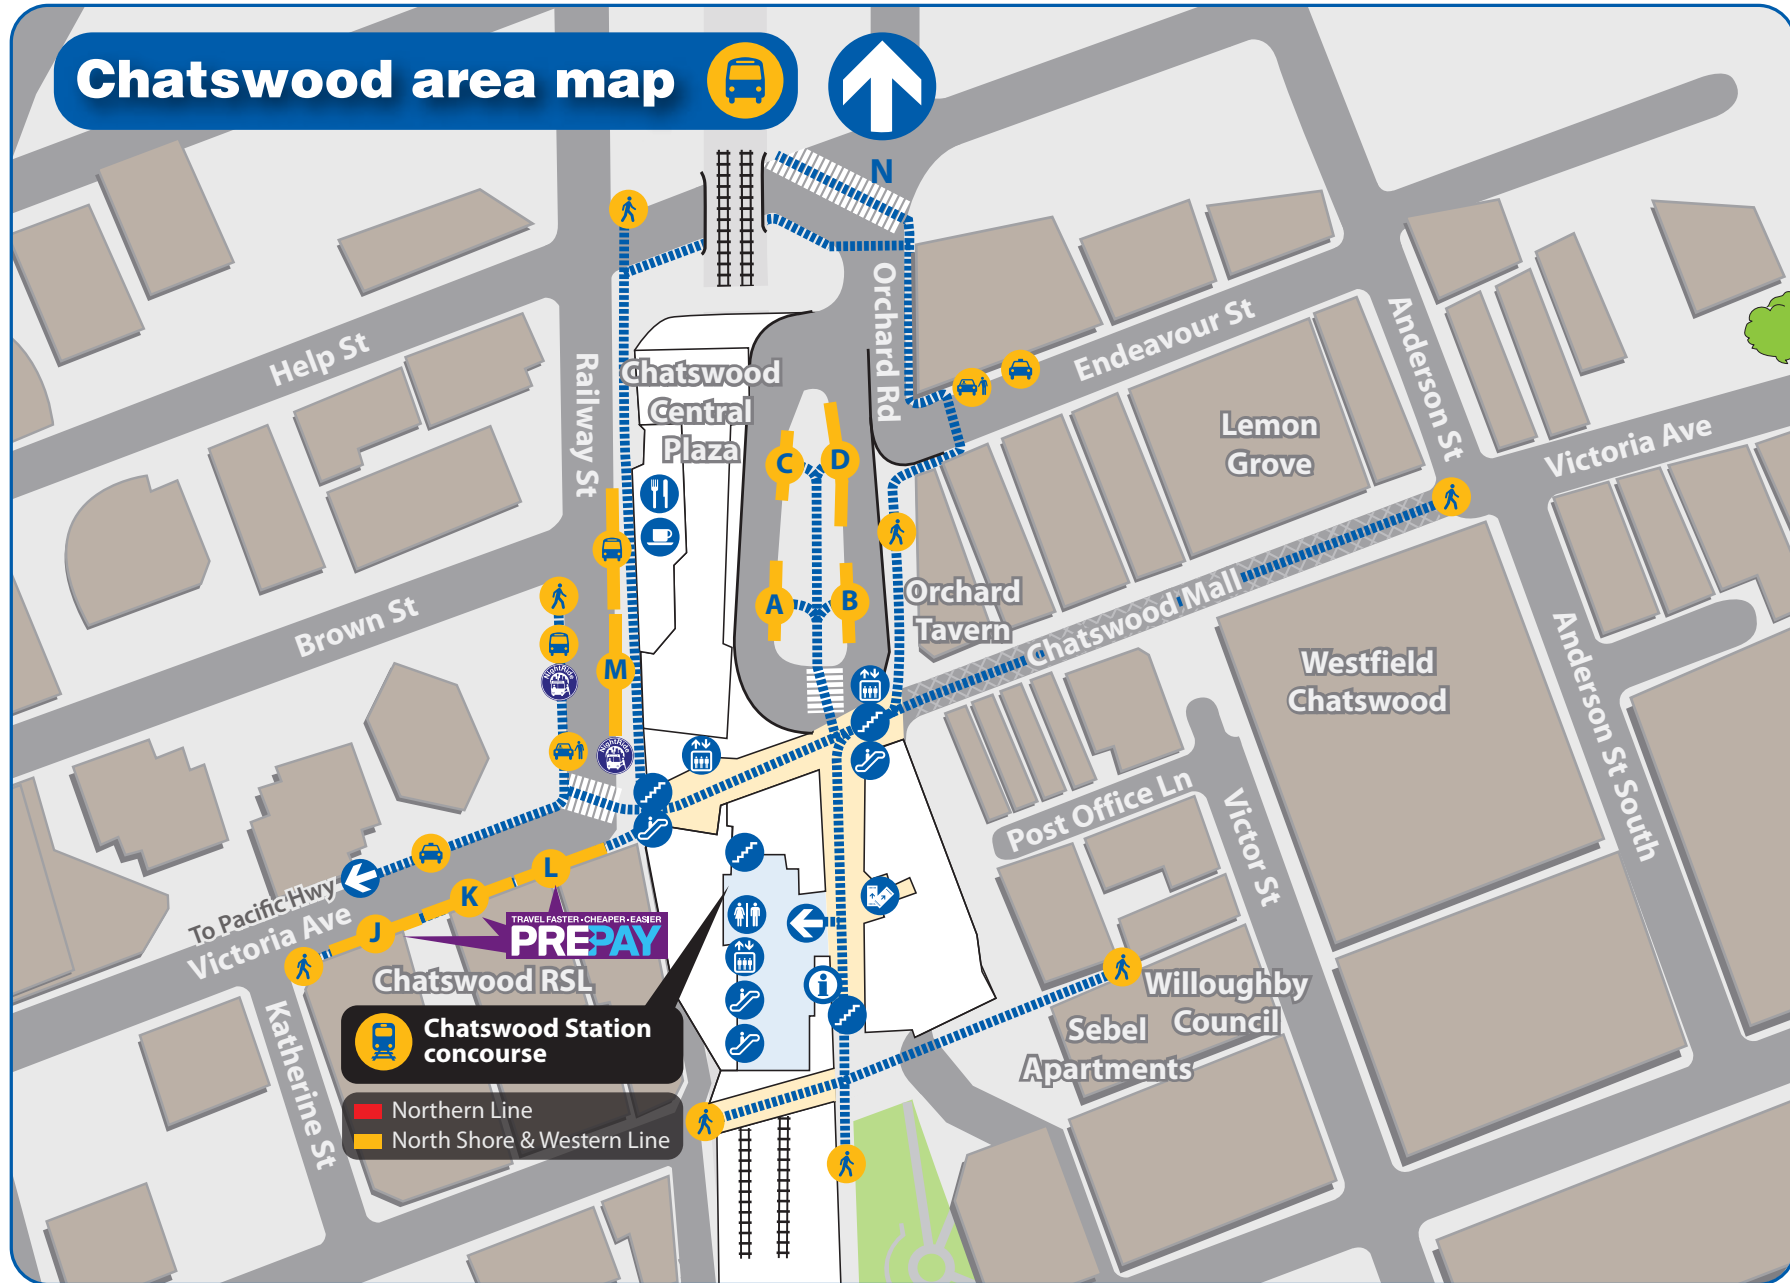 Chatswood area map
N
Help St
Railway St
Orchard Rd
Endeavour St
Anderson St
Victoria Ave
Chatswood
Central
Plaza
Lemon
Grove
C
D
A
B
Brown St
Orchard
Tavern
Chatswood Mall
Westfield
Chatswood
Anderson St South
M
NightRide
NightRide
Post Office Ln
Victor St
To Pacific Hwy
Victoria Ave
L
K
J
TRAVEL FASTER•CHEAPER•EASIER
PREPAY
Chatswood RSL
Katherine St
i
Willoughby
Council
Sebel
Apartments
Chatswood Station
concourse
Northern Line
North Shore & Western Line